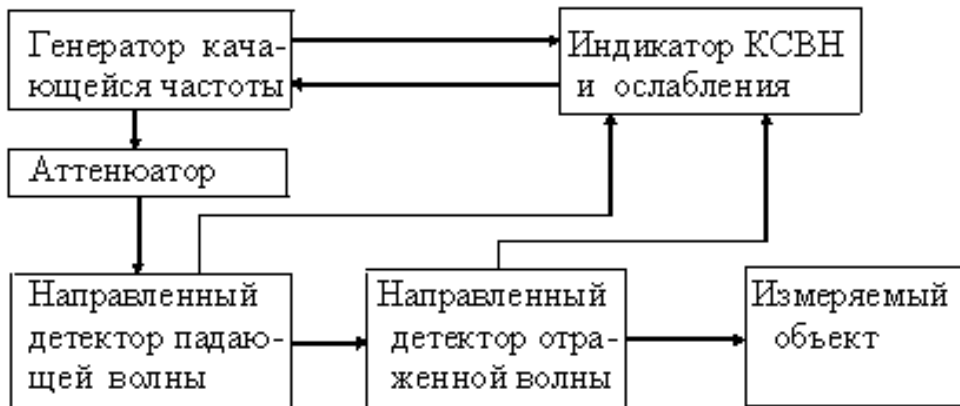 Генератор кача-
ющейся частоты
Индикатор КСВН
и ослабления
Аттенюатор
Направленный
детектор падаю-
щей волны
Направленный
детектор отра-
женной волны
Измеряемый
объект